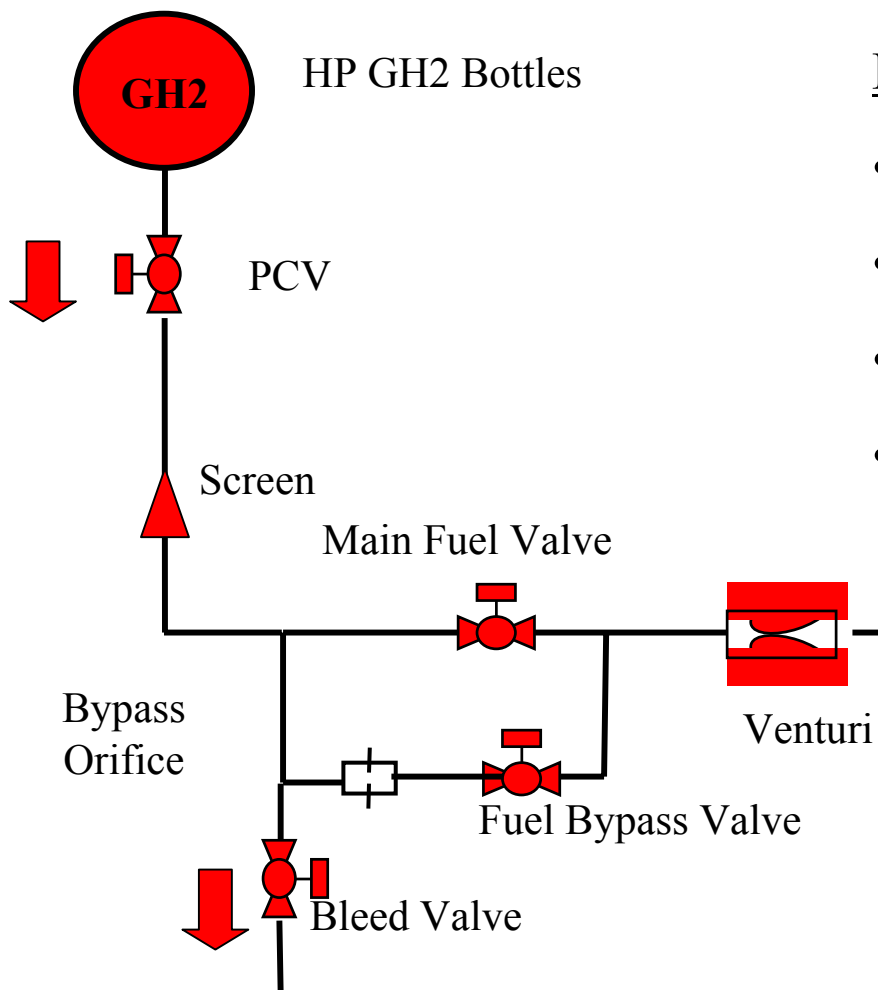 GH2
HP GH2 Bottles
PCV
Screen
Main Fuel Valve
Bypass
Orifice
Venturi
Fuel Bypass Valve
Bleed Valve